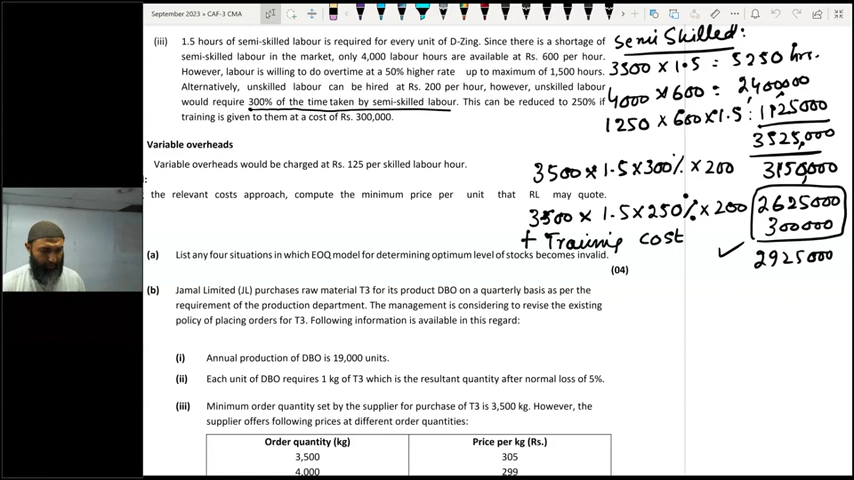 September 2023 » CAF-3 CMA
(iii) 1.5 hours of semi-skilled labour is required for every unit of D-Zing. Since there is a shortage of
semi-skilled labour in the market, only 4,000 labour hours are available at Rs. 600 per hour.
However, labour is willing to do overtime at a 50% higher rate up to maximum of 1,500 hours.
Alternatively, unskilled labour can be hired at Rs. 200 per hour, however, unskilled labour
would require 300% of the time taken by semi-skilled labour. This can be reduced to 250% if
training is given to them at a cost of Rs. 300,000.
Semi Skilled:
3500 x 1.5 = 5250 hrs.
4000 x 600 = 2400000
1250 x 600 x 1.5 : 1125000
3525,000
3500 x 1.5 x 300% x 200 3150,000
3500 x 1.5 x 250% x 200 2625000
+ Training cost 300000
2925000
Variable overheads
Variable overheads would be charged at Rs. 125 per skilled labour hour.
:
the relevant costs approach, compute the minimum price per unit that RL may quote.
(a) List any four situations in which EOQ model for determining optimum level of stocks becomes invalid.
(04)
(b) Jamal Limited (JL) purchases raw material T3 for its product DBO on a quarterly basis as per the
requirement of the production department. The management is considering to revise the existing
policy of placing orders for T3. Following information is available in this regard:
(i) Annual production of DBO is 19,000 units.
(ii) Each unit of DBO requires 1 kg of T3 which is the resultant quantity after normal loss of 5%.
(iii) Minimum order quantity set by the supplier for purchase of T3 is 3,500 kg. However, the
supplier offers following prices at different order quantities:
Order quantity (kg) Price per kg (Rs.)
3,500 305
4,000 299